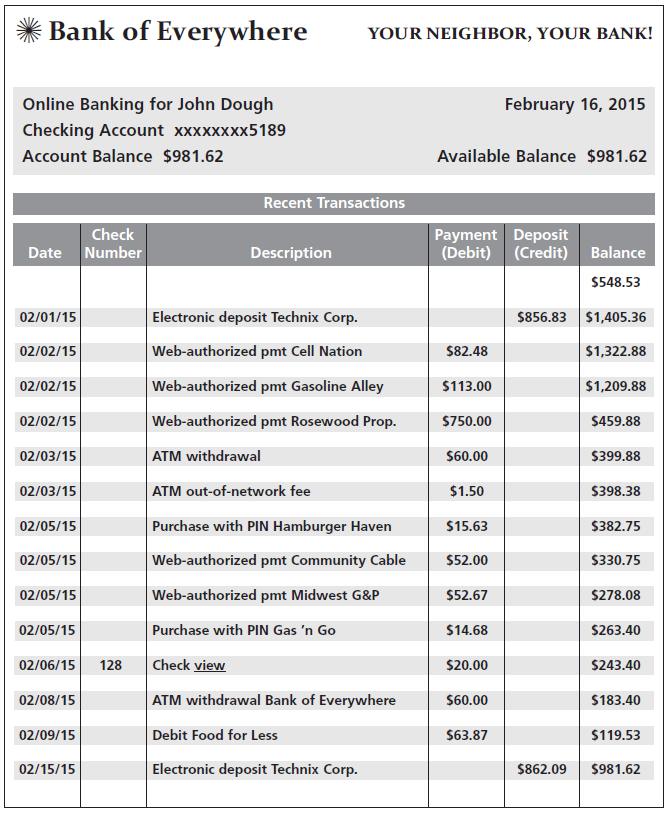 Bank of Everywhere YOUR NEIGHBOR, YOUR BANK!
Online Banking for John Dough February 16, 2015
Checking Account xxxxxxxx5189
Account Balance $981.62 Available Balance $981.62
Recent Transactions
Date Check Number Description Payment (Debit) Deposit (Credit) Balance
$548.53
02/01/15 Electronic deposit Technix Corp. $856.83 $1,405.36
02/02/15 Web-authorized pmt Cell Nation $82.48 $1,322.88
02/02/15 Web-authorized pmt Gasoline Alley $113.00 $1,209.88
02/02/15 Web-authorized pmt Rosewood Prop. $750.00 $459.88
02/03/15 ATM withdrawal $60.00 $399.88
02/03/15 ATM out-of-network fee $1.50 $398.38
02/05/15 Purchase with PIN Hamburger Haven $15.63 $382.75
02/05/15 Web-authorized pmt Community Cable $52.00 $330.75
02/05/15 Web-authorized pmt Midwest G&P $52.67 $278.08
02/05/15 Purchase with PIN Gas ’n Go $14.68 $263.40
02/06/15 128 Check view $20.00 $243.40
02/08/15 ATM withdrawal Bank of Everywhere $60.00 $183.40
02/09/15 Debit Food for Less $63.87 $119.53
02/15/15 Electronic deposit Technix Corp. $862.09 $981.62